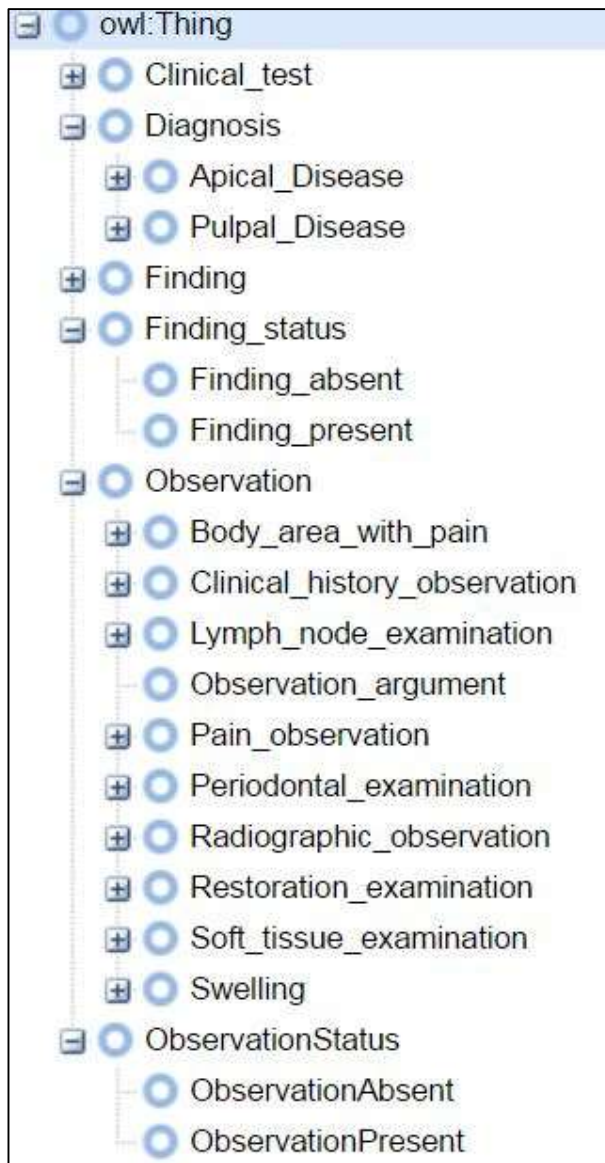 owl:Thing
Clinical_test
Diagnosis
Apical_Disease
Pulpal_Disease
Finding
Finding_status
Finding_absent
Finding_present
Observation
Body_area_with_pain
Clinical_history_observation
Lymph_node_examination
Observation_argument
Pain_observation
Periodontal_examination
Radiographic_observation
Restoration_examination
Soft_tissue_examination
Swelling
ObservationStatus
ObservationAbsent
ObservationPresent